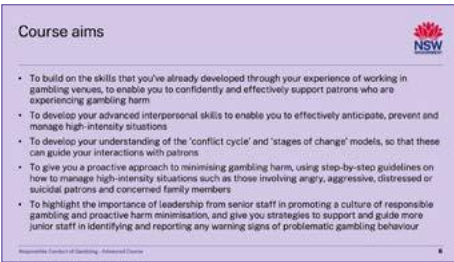 Course aims
NSW
GOVERNMENT
• To build on the skills that you've already developed through your experience of working in
gambling venues, to enable you to confidently and effectively support patrons who are
experiencing gambling harm
• To develop your advanced interpersonal skills to enable you to effectively anticipate, prevent and
manage high-intensity situations
• To develop your understanding of the 'conflict cycle' and 'stages of change' models, so that these
can guide your interactions with patrons
• To give you a proactive approach to minimising gambling harm, using step-by-step guidelines on
how to manage high-intensity situations such as those involving angry, aggressive, distressed or
suicidal patrons and concerned family members
• To highlight the importance of leadership from senior staff in promoting a culture of responsible
gambling and proactive harm minimisation, and give you strategies to support and guide more
junior staff in identifying and reporting any warning signs of problematic gambling behaviour
Responsible Conduct of Gambling - Advanced Course
6